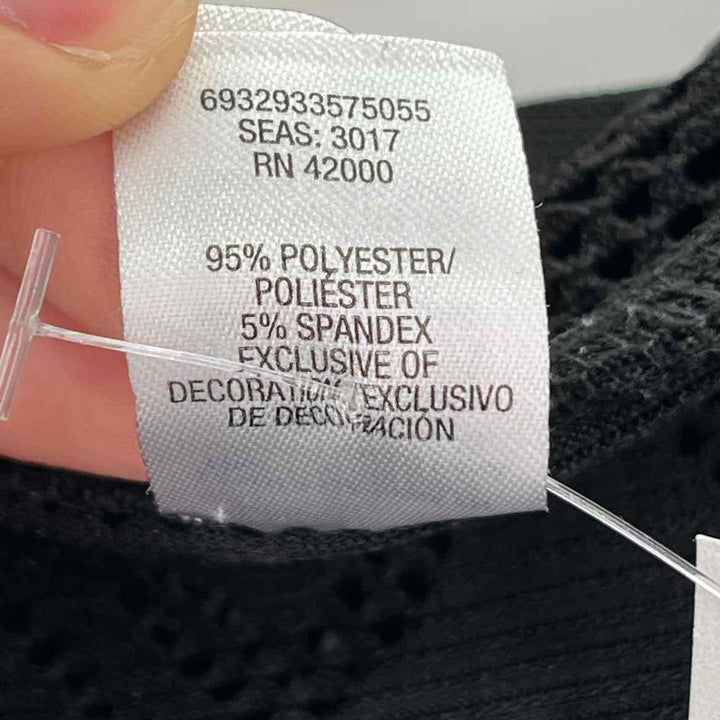 6932933575055
SEAS: 3017
RN 42000
95% POLYESTER/
POLIÉSTER
5% SPANDEX
EXCLUSIVE OF
DECORATION/EXCLUSIVO
DE DECORACIÓN